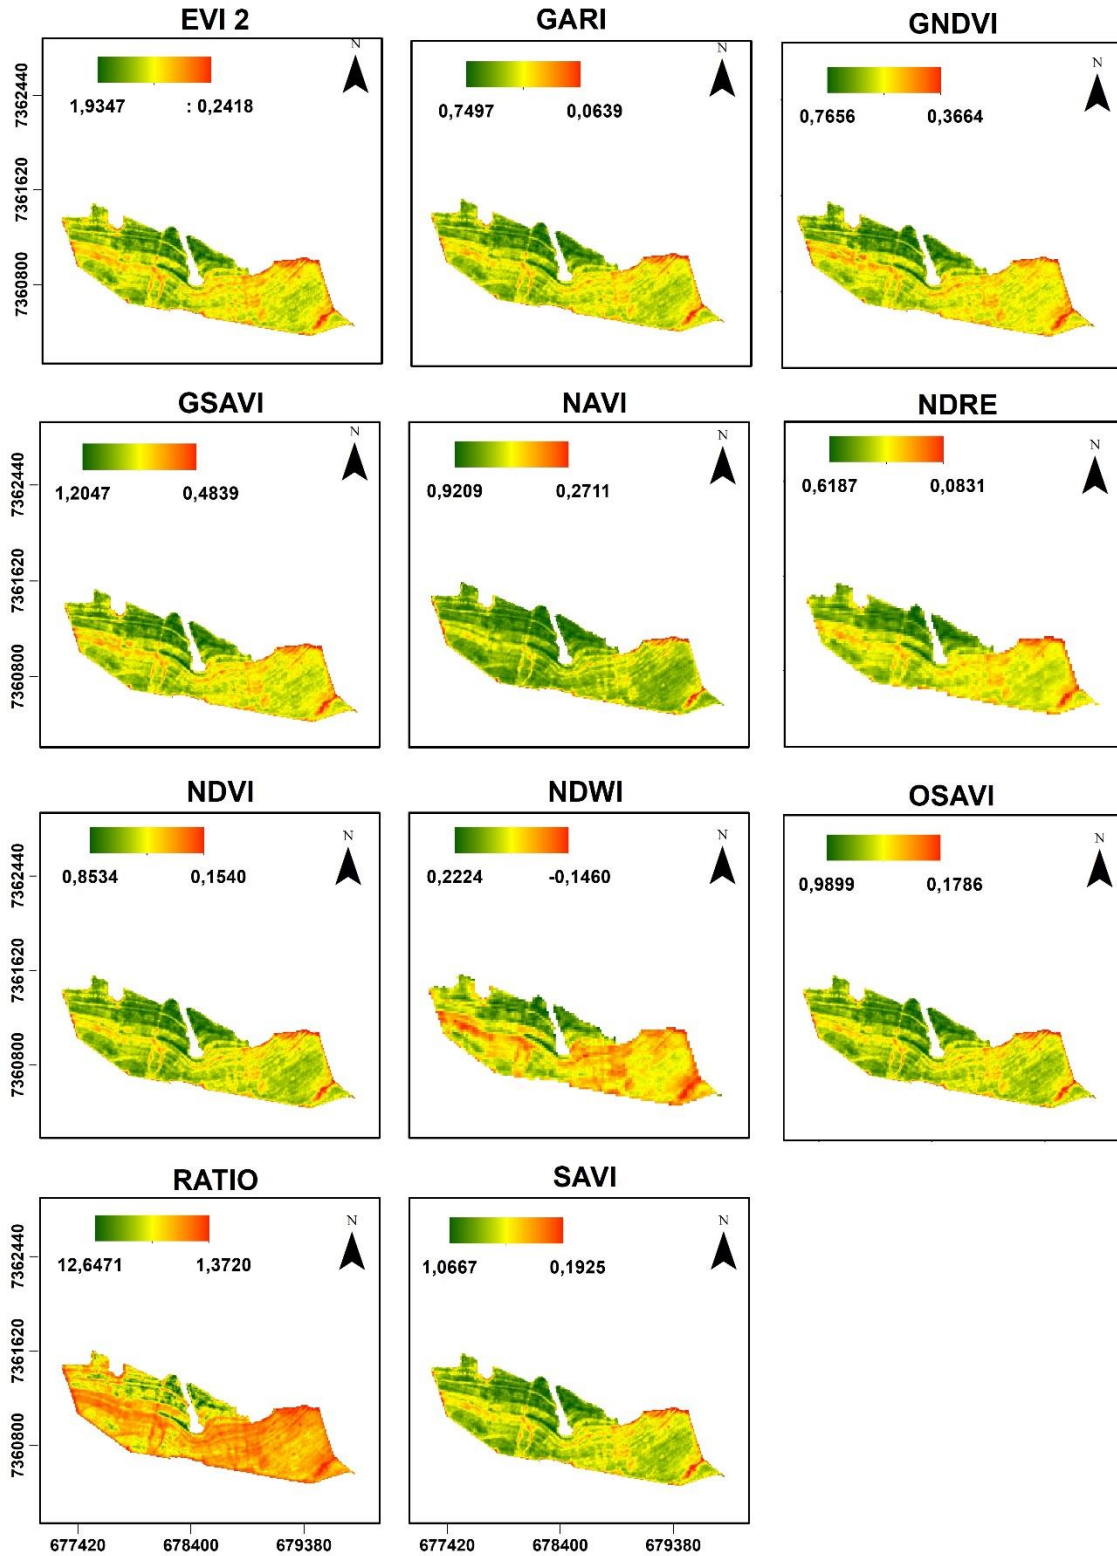 EVI 2
GARI
GNDVI
N
N
N
1,9347 : 0,2418
0,7497 0,0639
0,7656 0,3664
7362440
7361620
7360800
GSAVI
NAVI
NDRE
N
N
N
1,2047 0,4839
0,9209 0,2711
0,6187 0,0831
7362440
7361620
7360800
NDVI
NDWI
OSAVI
N
N
N
0,8534 0,1540
0,2224 -0,1460
0,9899 0,1786
7362440
7361620
7360800
RATIO
SAVI
N
N
12,6471 1,3720
1,0667 0,1925
7362440
7361620
7360800
677420 678400 679380
677420 678400 679380